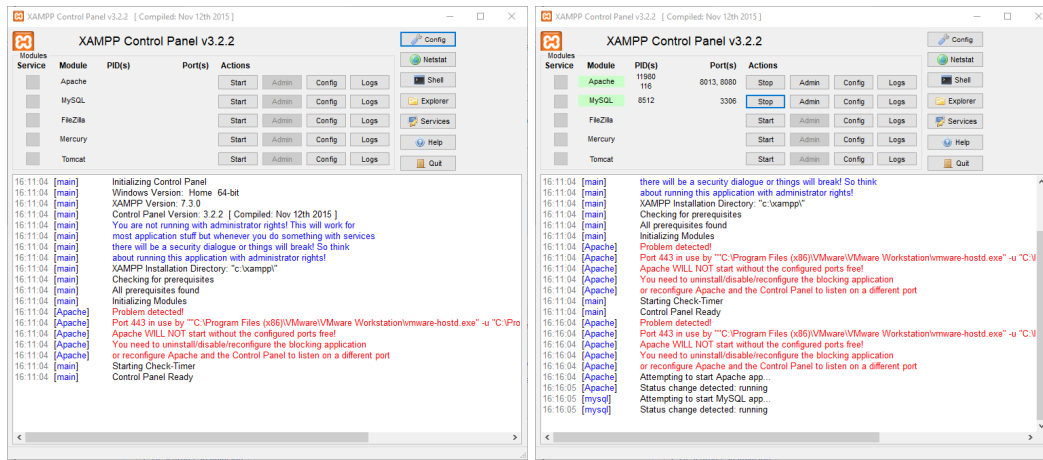 XAMPP Control Panel v3.2.2 [ Compiled: Nov 12th 2015 ]
XAMPP Control Panel v3.2.2
Config
Modules
Service Module PID(s) Port(s) Actions
Netstat
Apache Start Admin Config Logs
Shell
MySQL Start Admin Config Logs
Explorer
FileZilla Start Admin Config Logs
Services
Mercury Start Admin Config Logs
Help
Tomcat Start Admin Config Logs
Quit
16:11:04 [main] Initializing Control Panel
16:11:04 [main] Windows Version: Home 64-bit
16:11:04 [main] XAMPP Version: 7.3.0
16:11:04 [main] Control Panel Version: 3.2.2 [ Compiled: Nov 12th 2015 ]
16:11:04 [main] You are not running with administrator rights! This will work for
16:11:04 [main] most application stuff but whenever you do something with services
16:11:04 [main] there will be a security dialogue or things will break! So think
16:11:04 [main] about running this application with administrator rights!
16:11:04 [main] XAMPP Installation Directory: "c:\xampp\"
16:11:04 [main] Checking for prerequisites
16:11:04 [main] All prerequisites found
16:11:04 [main] Initializing Modules
16:11:04 [Apache] Problem detected!
16:11:04 [Apache] Port 443 in use by ""C:\Program Files (x86)\VMware\VMware Workstation\vmware-hostd.exe" -u "C:\Pro
16:11:04 [Apache] Apache WILL NOT start without the configured ports free!
16:11:04 [Apache] You need to uninstall/disable/reconfigure the blocking application
16:11:04 [Apache] or reconfigure Apache and the Control Panel to listen on a different port
16:11:04 [main] Starting Check-Timer
16:11:04 [main] Control Panel Ready
XAMPP Control Panel v3.2.2 [ Compiled: Nov 12th 2015 ]
XAMPP Control Panel v3.2.2
Config
Modules
Service Module PID(s) Port(s) Actions
Netstat
Apache 11980 116 8013, 8080 Stop Admin Config Logs
Shell
MySQL 8512 3306 Stop Admin Config Logs
Explorer
FileZilla Start Admin Config Logs
Services
Mercury Start Admin Config Logs
Help
Tomcat Start Admin Config Logs
Quit
16:11:04 [main] there will be a security dialogue or things will break! So think
16:11:04 [main] about running this application with administrator rights!
16:11:04 [main] XAMPP Installation Directory: "c:\xampp\"
16:11:04 [main] Checking for prerequisites
16:11:04 [main] All prerequisites found
16:11:04 [main] Initializing Modules
16:11:04 [Apache] Problem detected!
16:11:04 [Apache] Port 443 in use by ""C:\Program Files (x86)\VMware\VMware Workstation\vmware-hostd.exe" -u "C:\
16:11:04 [Apache] Apache WILL NOT start without the configured ports free!
16:11:04 [Apache] You need to uninstall/disable/reconfigure the blocking application
16:11:04 [Apache] or reconfigure Apache and the Control Panel to listen on a different port
16:11:04 [main] Starting Check-Timer
16:11:04 [main] Control Panel Ready
16:16:04 [Apache] Problem detected!
16:16:04 [Apache] Port 443 in use by ""C:\Program Files (x86)\VMware\VMware Workstation\vmware-hostd.exe" -u "C:\
16:16:04 [Apache] Apache WILL NOT start without the configured ports free!
16:16:04 [Apache] You need to uninstall/disable/reconfigure the blocking application
16:16:04 [Apache] or reconfigure Apache and the Control Panel to listen on a different port
16:16:04 [Apache] Attempting to start Apache app...
16:16:05 [Apache] Status change detected: running
16:16:05 [mysql] Attempting to start MySQL app...
16:16:05 [mysql] Status change detected: running